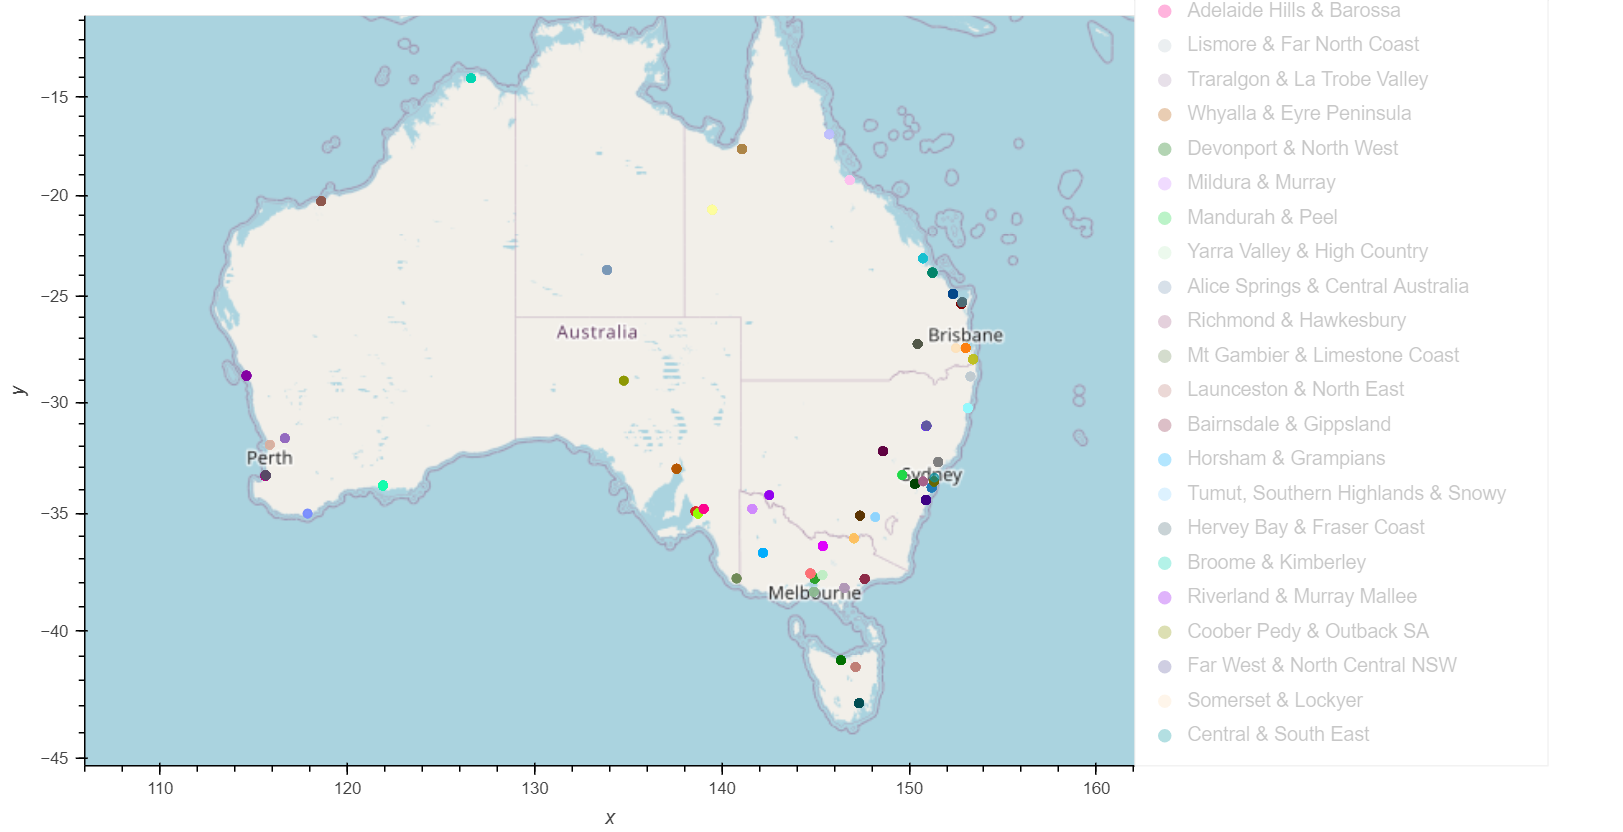 Adelaide Hills & Barossa
Lismore & Far North Coast
Traralgon & La Trobe Valley
Whyalla & Eyre Peninsula
Devonport & North West
Mildura & Murray
Mandurah & Peel
Yarra Valley & High Country
Alice Springs & Central Australia
Richmond & Hawkesbury
Mt Gambier & Limestone Coast
Launceston & North East
Bairnsdale & Gippsland
Horsham & Grampians
Tumut, Southern Highlands & Snowy
Hervey Bay & Fraser Coast
Broome & Kimberley
Riverland & Murray Mallee
Coober Pedy & Outback SA
Far West & North Central NSW
Somerset & Lockyer
Central & South East
−15
−20
−25
−30
−35
−40
−45
y
Australia
Brisbane
Perth
Sydney
Melbourne
110 120 130 140 150 160
x